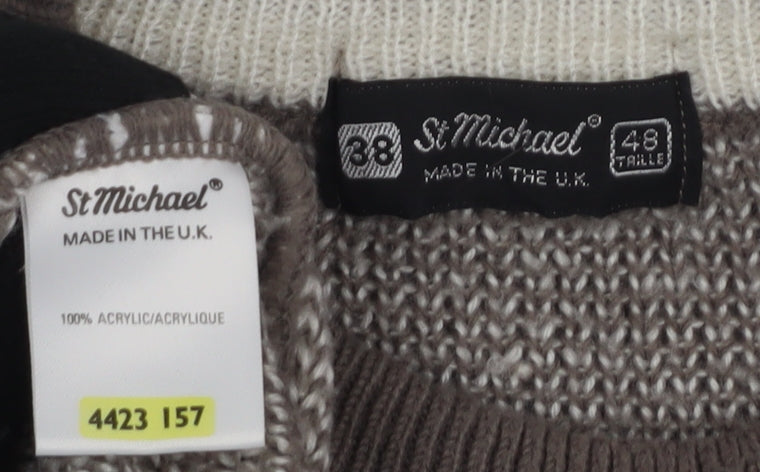 St Michael®
MADE IN THE U.K.
100% ACRYLIC/ACRYLIQUE
4423 157
38
St Michael®
MADE IN THE U.K.
48
TAILLE